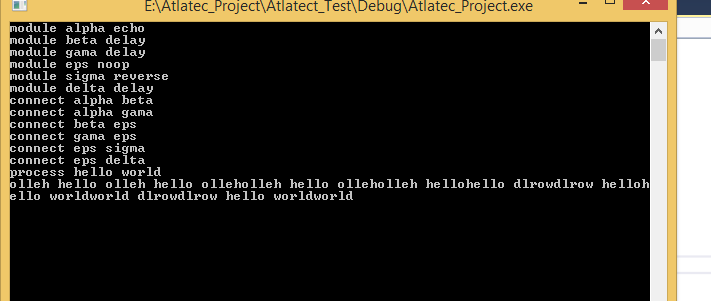 E:\Atlatec_Project\Atlatect_Test\Debug\Atlatec_Project.exe
module alpha echo
module beta delay
module gama delay
module eps noop
module sigma reverse
module delta delay
connect alpha beta
connect alpha gama
connect beta eps
connect gama eps
connect eps sigma
connect eps delta
process hello world
olleh hello olleh hello olleholleh hello olleholleh hellohello dlrowdlrow helloh
ello worldworld dlrowdlrow hello worldworld